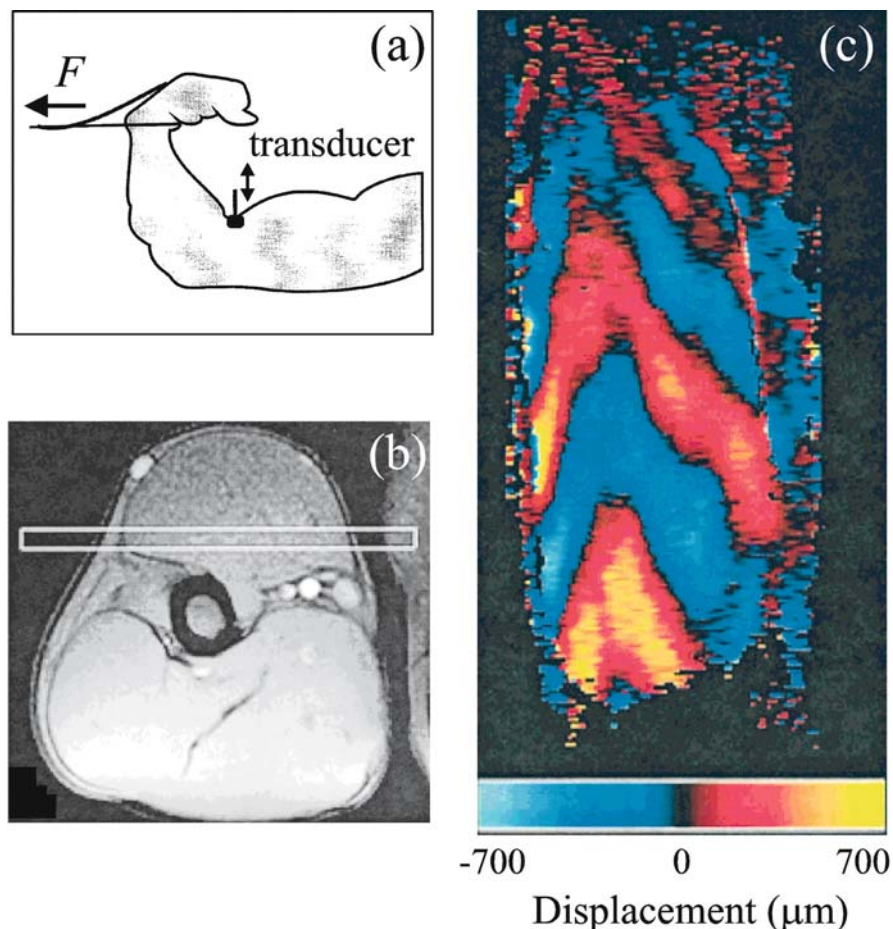 (a)
F
transducer
(b)
(c)
-700 0 700
Displacement (μm)